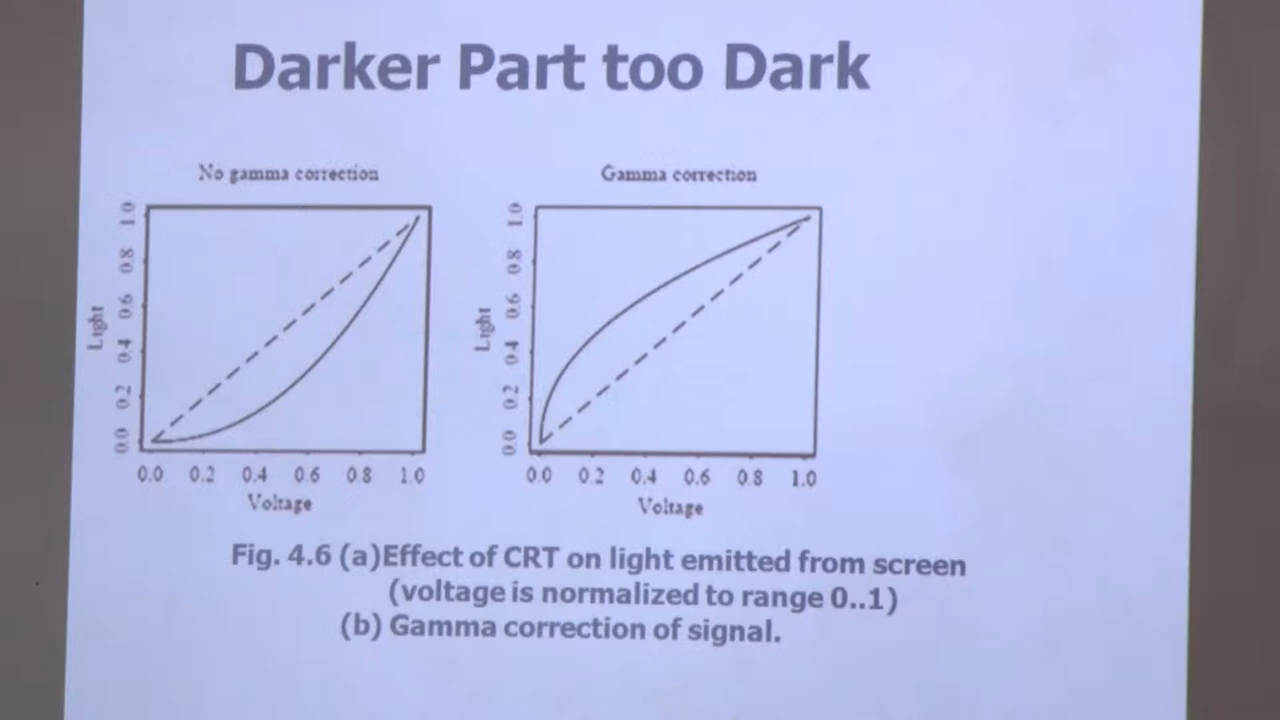 Darker Part too Dark
No gamma correction
Gamma correction
1.0
0.8
0.6
0.4
0.2
0.0
Light
0.0 0.2 0.4 0.6 0.8 1.0
Voltage
1.0
0.8
0.6
0.4
0.2
0.0
Light
0.0 0.2 0.4 0.6 0.8 1.0
Voltage
Fig. 4.6 (a)Effect of CRT on light emitted from screen
(voltage is normalized to range 0..1)
(b) Gamma correction of signal.